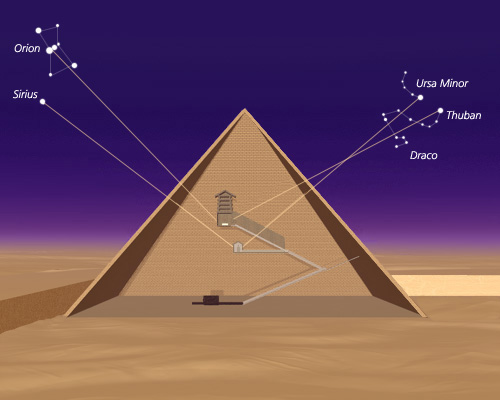 Orion
Sirius
Ursa Minor
Thuban
Draco